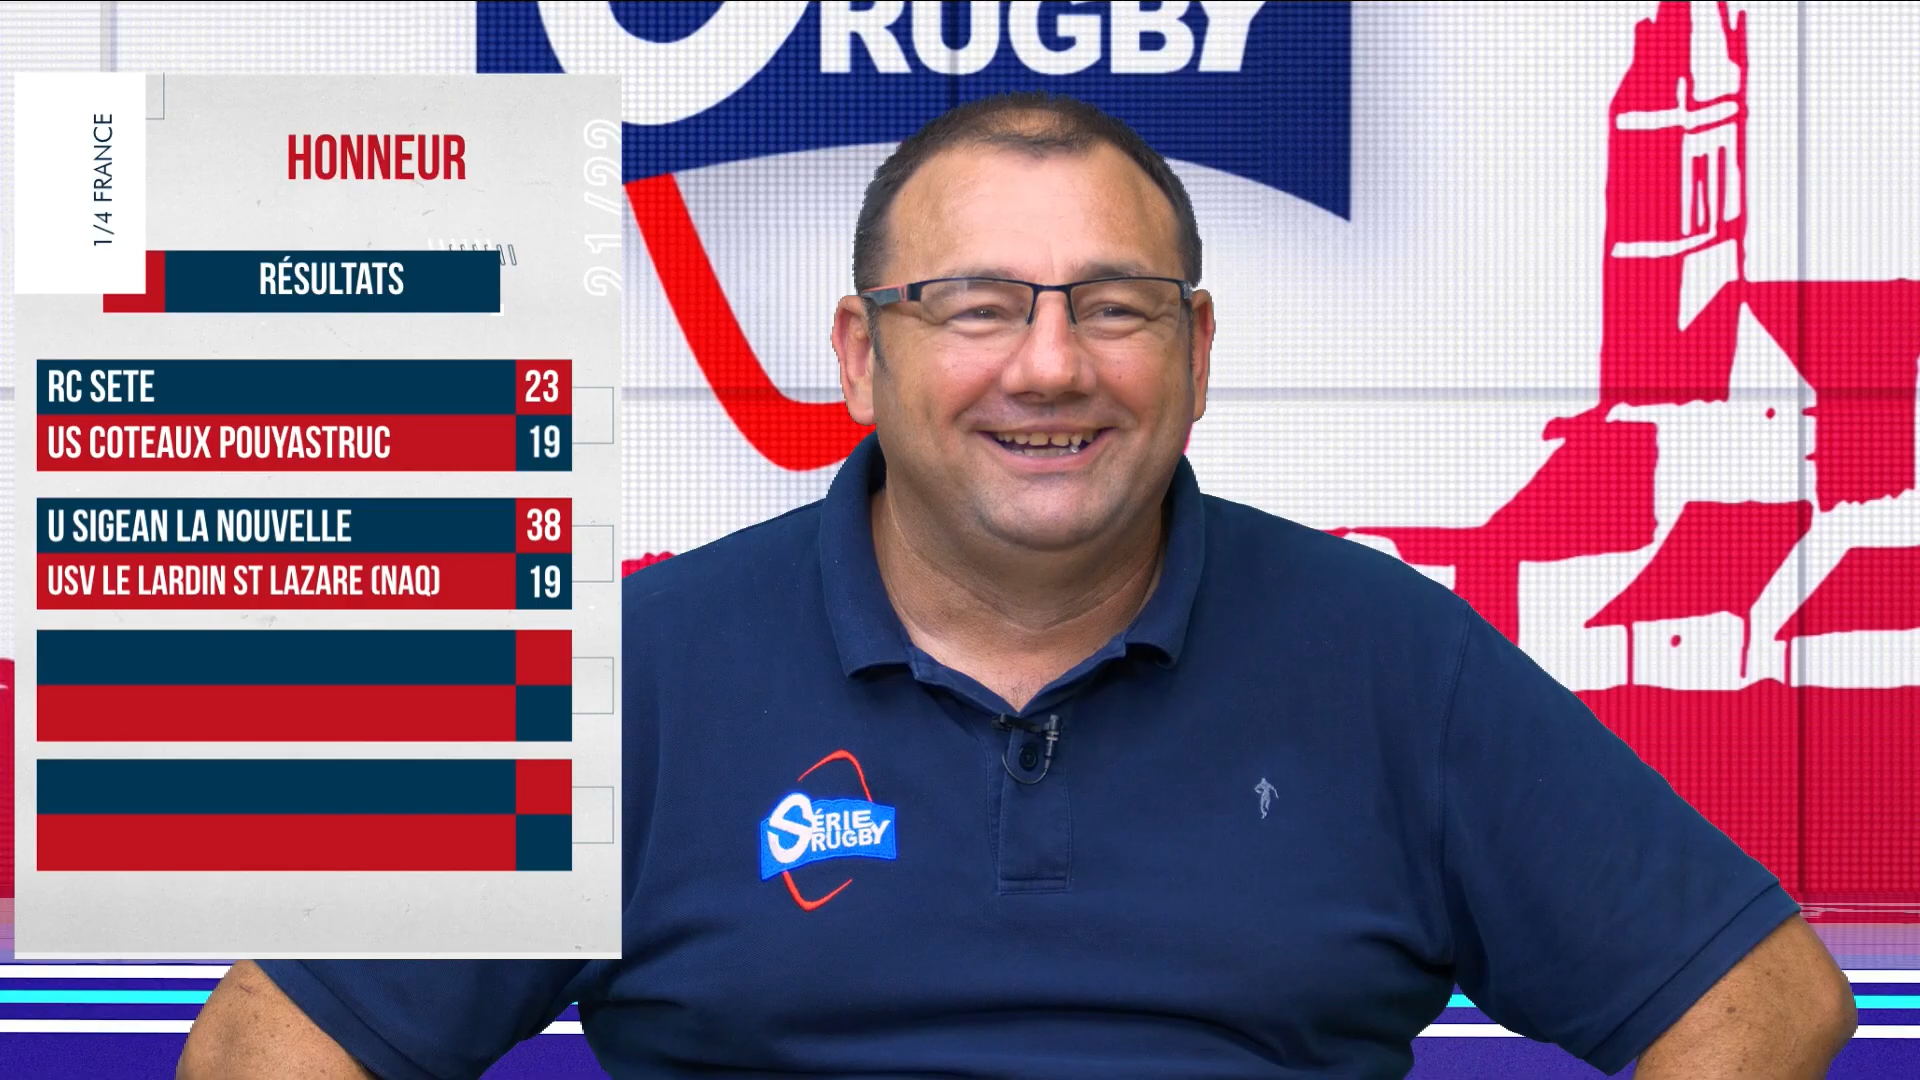 RUGBY
1/4 FRANCE
HONNEUR
21/22
RÉSULTATS
RC SETE 23
US COTEAUX POUYASTRUC 19
U SIGEAN LA NOUVELLE 38
USV LE LARDIN ST LAZARE (NAQ) 19
SÉRIE
RUGBY